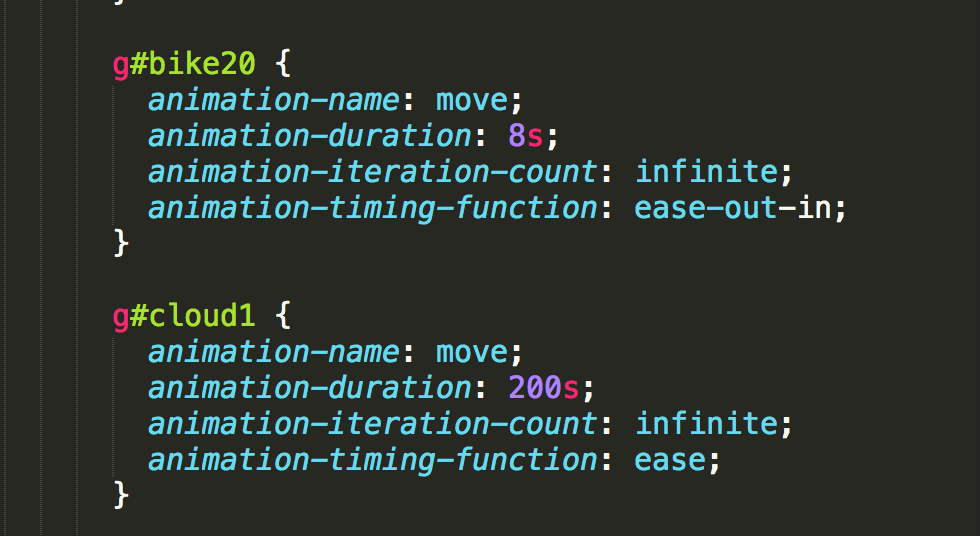 }
g#bike20 {
  animation-name: move;
  animation-duration: 8s;
  animation-iteration-count: infinite;
  animation-timing-function: ease-out-in;
}
g#cloud1 {
  animation-name: move;
  animation-duration: 200s;
  animation-iteration-count: infinite;
  animation-timing-function: ease;
}